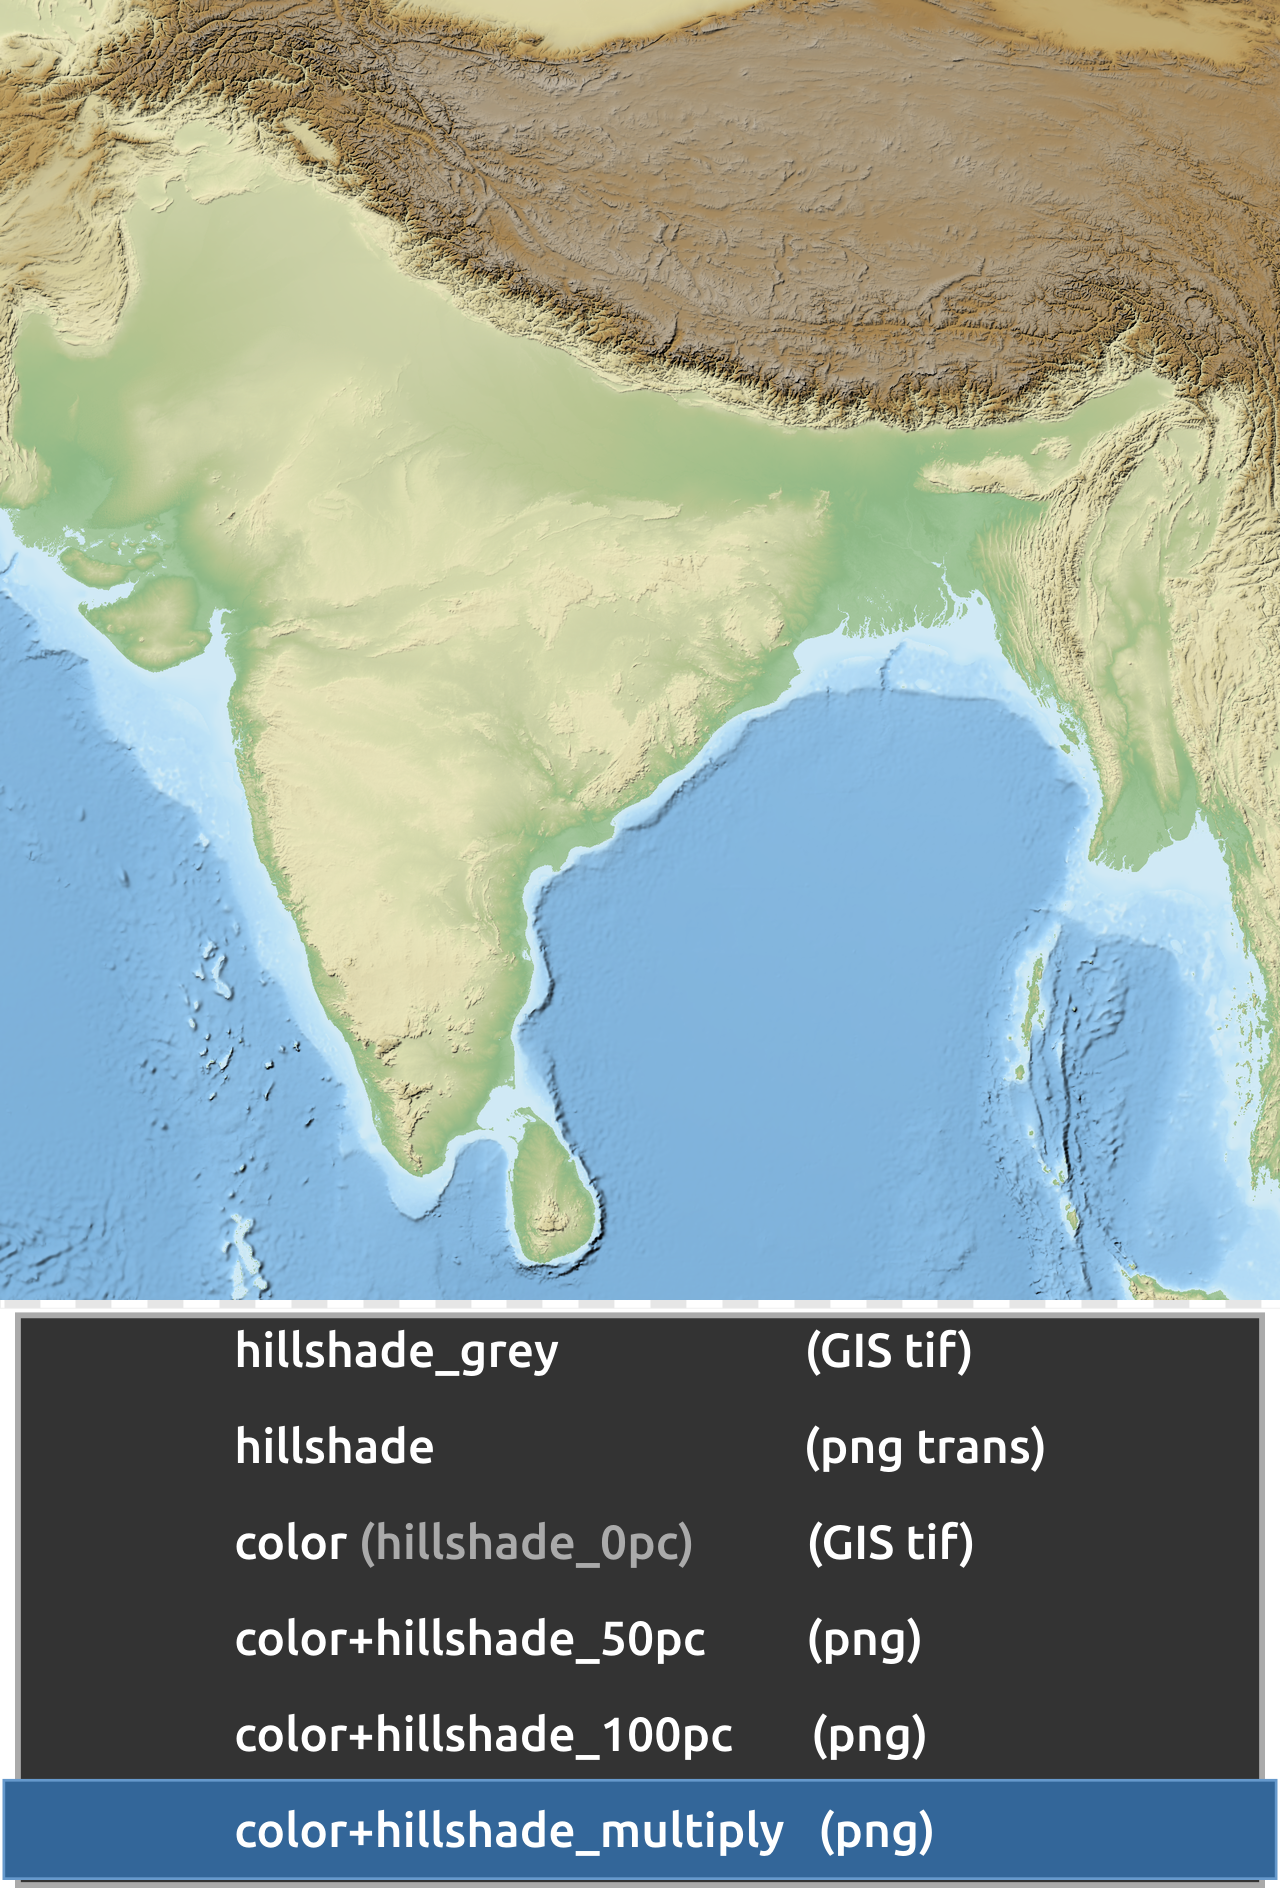 hillshade_grey (GIS tif)
hillshade (png trans)
color (hillshade_0pc) (GIS tif)
color+hillshade_50pc (png)
color+hillshade_100pc (png)
color+hillshade_multiply (png)